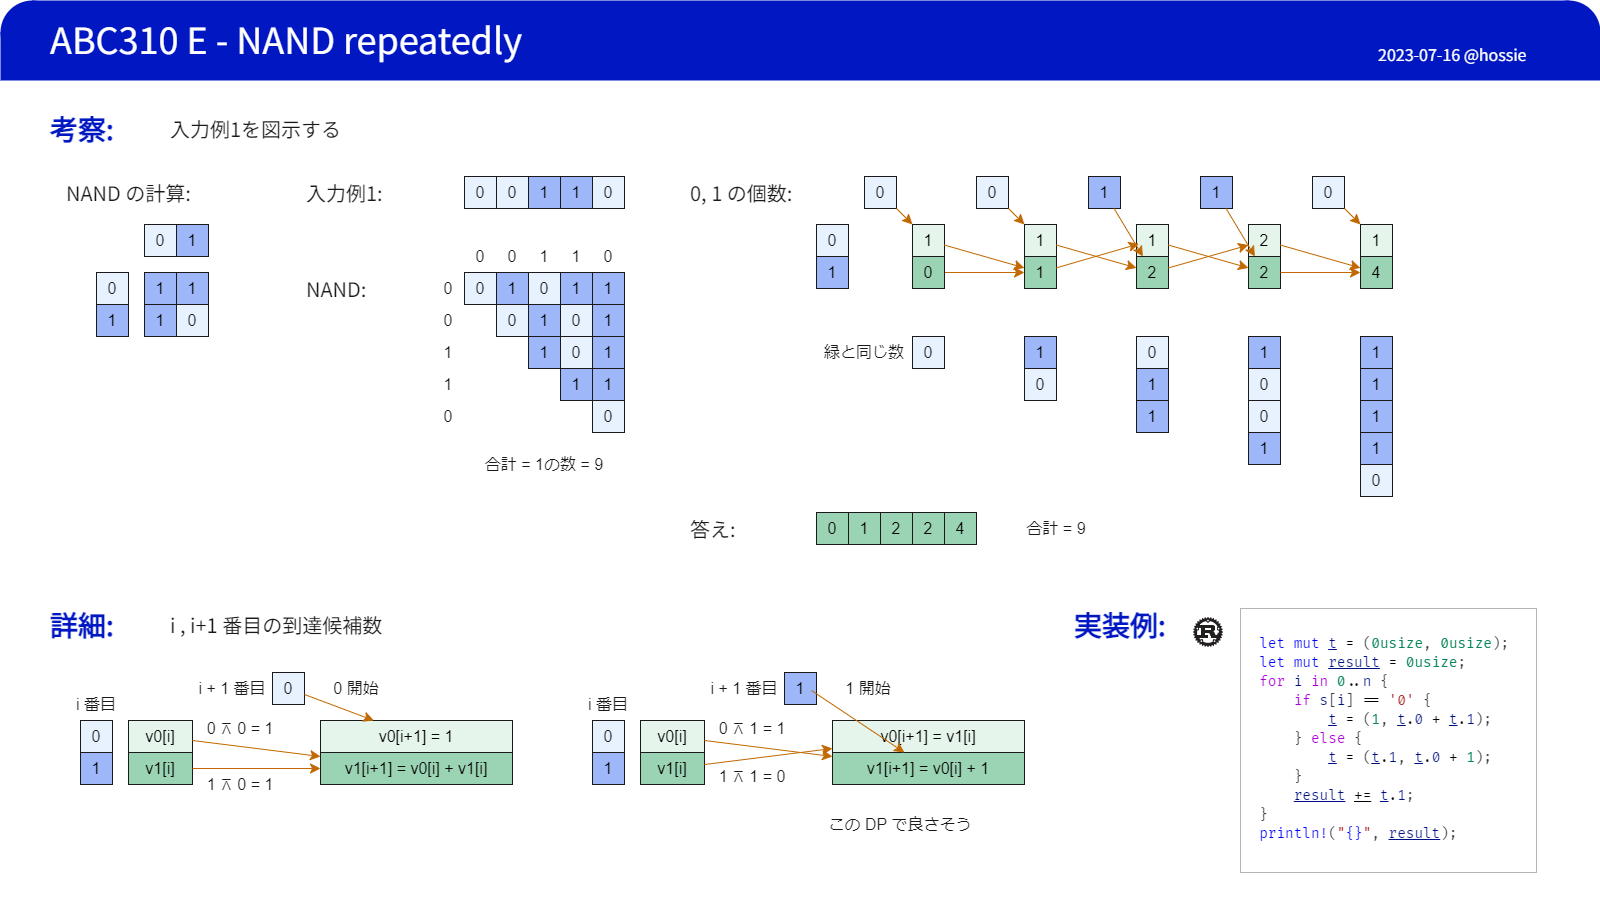 ABC310 E - NAND repeatedly
2023-07-16 @hossie
考察:
入力例1を図示する
NAND の計算:
0 1
0 1 1
1 1 0
入力例1:
0 0 1 1 0
NAND:
0 0 1 1 0
0 0 1 0 1 1
0 0 1 0 1
1 1 0 1
1 1 1
0 0
合計 = 1の数 = 9
0, 1 の個数:
0 0 1 1 0
0 1 1 1 2 1
1 0 1 2 2 4
緑と同じ数
0 1 0 1 1
0 1 0 1
1 0 1
1 1
0
答え:
0 1 2 2 4
合計 = 9
詳細:
i , i+1 番目の到達候補数
i + 1 番目 0 0 開始
i 番目
0 v0[i] 0 ⊼ 0 = 1 v0[i+1] = 1
1 v1[i] 1 ⊼ 0 = 1 v1[i+1] = v0[i] + v1[i]
i + 1 番目 1 1 開始
i 番目
0 v0[i] 0 ⊼ 1 = 1 v0[i+1] = v1[i]
1 v1[i] 1 ⊼ 1 = 0 v1[i+1] = v0[i] + 1
この DP で良さそう
実装例:
R
let mut t = (0usize, 0usize);
let mut result = 0usize;
for i in 0..n {
    if s[i] == '0' {
        t = (1, t.0 + t.1);
    } else {
        t = (t.1, t.0 + 1);
    }
    result += t.1;
}
println!("{}", result);